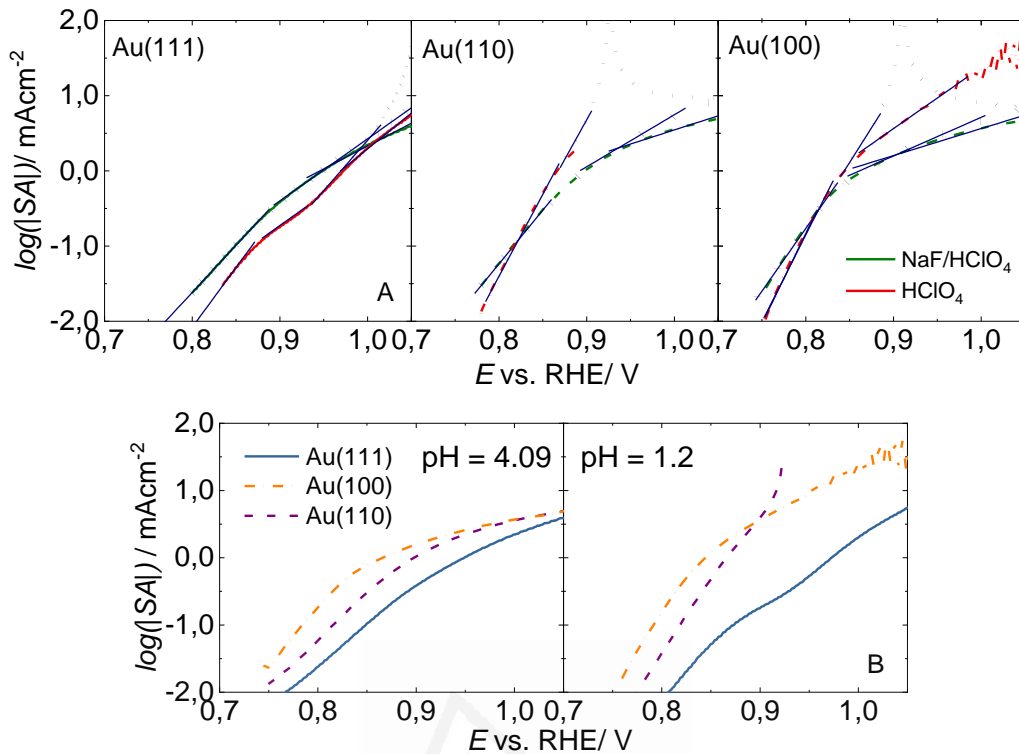 Au(111)
Au(110)
Au(100)
log(|SA|)/ mAcm-2
2,0
1,0
0,0
-1,0
-2,0
A
NaF/HClO4
HClO4
0,7 0,8 0,9 1,0 0,7 0,8 0,9 1,0 0,7 0,8 0,9 1,0
E vs. RHE/ V
log(|SA|) / mAcm-2
2,0
1,0
0,0
-1,0
-2,0
Au(111)
Au(100)
Au(110)
pH = 4.09
pH = 1.2
B
0,7 0,8 0,9 1,0 0,7 0,8 0,9 1,0
E vs. RHE/ V